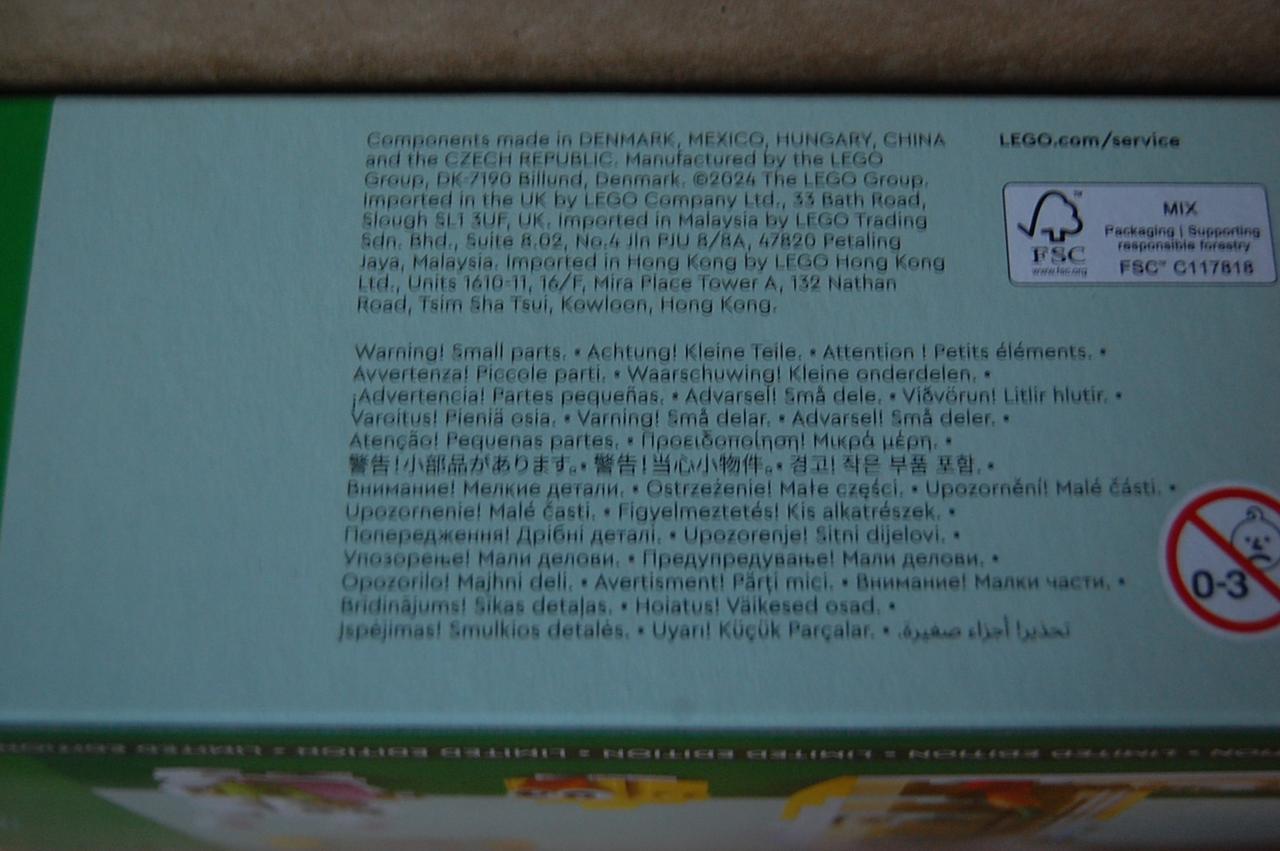 Components made in DENMARK, MEXICO, HUNGARY, CHINA
and the CZECH REPUBLIC. Manufactured by the LEGO
Group, DK-7190 Billund, Denmark. ©2024 The LEGO Group.
Imported in the UK by LEGO Company Ltd., 33 Bath Road,
Slough SL1 3UF, UK. Imported in Malaysia by LEGO Trading
Sdn. Bhd., Suite 8.02, No.4 Jln PJU 8/8A, 47820 Petaling
Jaya, Malaysia. Imported in Hong Kong by LEGO Hong Kong
Ltd., Units 1610-11, 16/F, Mira Place Tower A, 132 Nathan
Road, Tsim Sha Tsui, Kowloon, Hong Kong.
LEGO.com/service
FSC™
www.fsc.org
MIX
Packaging | Supporting
responsible forestry
FSC™ C117818
Warning! Small parts. • Achtung! Kleine Teile. • Attention ! Petits éléments. •
Avvertenza! Piccole parti. • Waarschuwing! Kleine onderdelen. •
¡Advertencia! Partes pequeñas. • Advarsel! Små dele. • Viðvörun! Litlir hlutir. •
Varoitus! Pieniä osia. • Varning! Små delar. • Advarsel! Små deler. •
Atenção! Pequenas partes. • Προειδοποίηση! Μικρά μέρη. •
警告!小部品があります。• 警告!当心小物件。• 경고! 작은 부품 포함. •
Внимание! Мелкие детали. • Ostrzeżenie! Małe części. • Upozornění! Malé části. •
Upozornenie! Malé časti. • Figyelmeztetés! Kis alkatrészek. •
Попередження! Дрібні деталі. • Upozorenje! Sitni dijelovi. •
Упозорење! Мали делови. • Предупредување! Мали делови. •
Opozorilo! Majhni deli. • Avertisment! Părți mici. • Внимание! Малки части. •
Brīdinājums! Sīkas detaļas. • Hoiatus! Väikesed osad. •
Įspėjimas! Smulkios detalės. • Uyarı! Küçük Parçalar. • تحذير! أجزاء صغيرة.
0-3
LIMITED EDITION • LIMITED EDITION • LIMITED EDITION • LIMITED EDITION